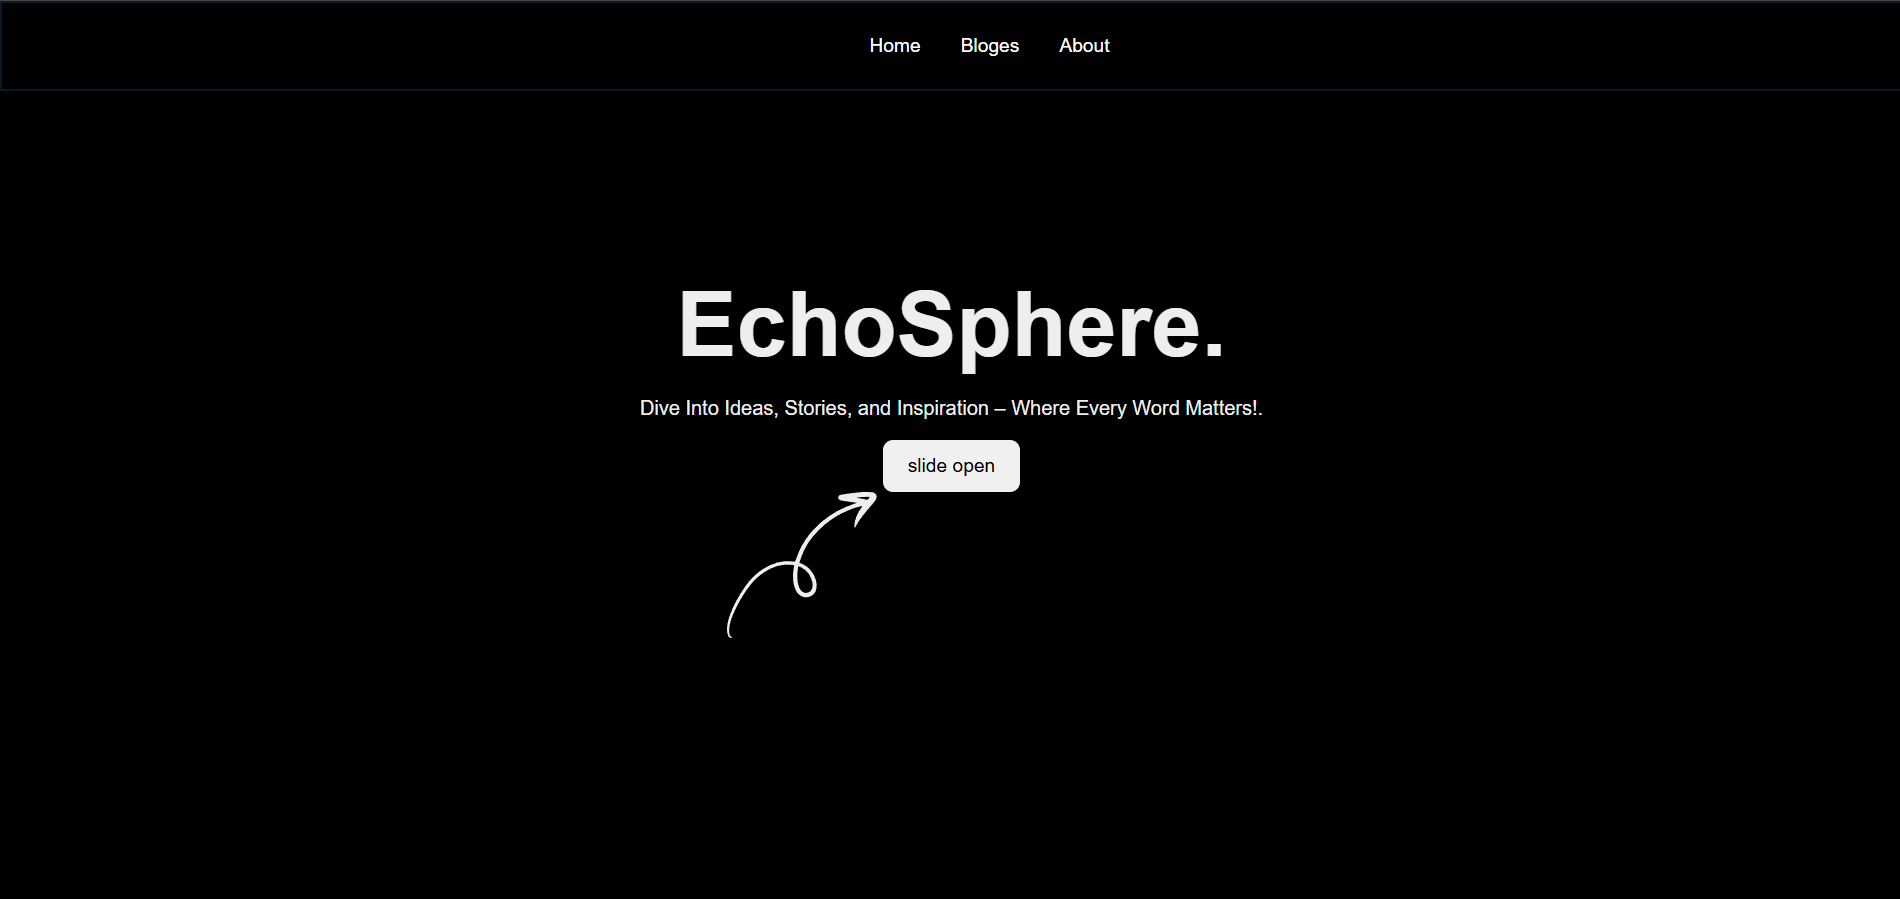 Home Bloges About
EchoSphere.
Dive Into Ideas, Stories, and Inspiration – Where Every Word Matters!.
slide open